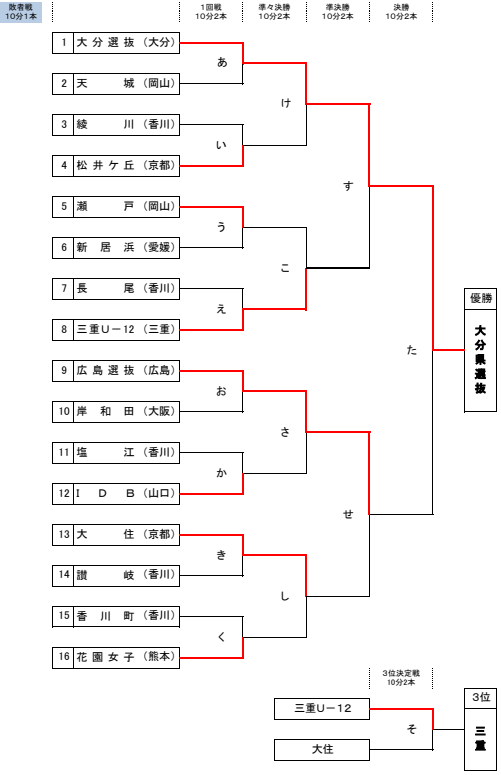 敗者戦 1回戦 準々決勝 準決勝 決勝
10分1本 10分2本 10分2本 10分2本 10分2本
1 大分選抜（大分）
あ
2 天城（岡山）
け
3 綾川（香川）
い
4 松井ケ丘（京都）
す
5 瀬戸（岡山）
う
6 新居浜（愛媛）
こ
7 長尾（香川）
優勝
え
8 三重U－12（三重）
大分県選抜
た
9 広島選抜（広島）
お
10 岸和田（大阪）
さ
11 塩江（香川）
か
12 ＩＤＢ（山口）
せ
13 大住（京都）
き
14 讃岐（香川）
し
15 香川町（香川）
く
16 花園女子（熊本）
3位決定戦
10分2本
3位
三重U－12
そ
三重
大住